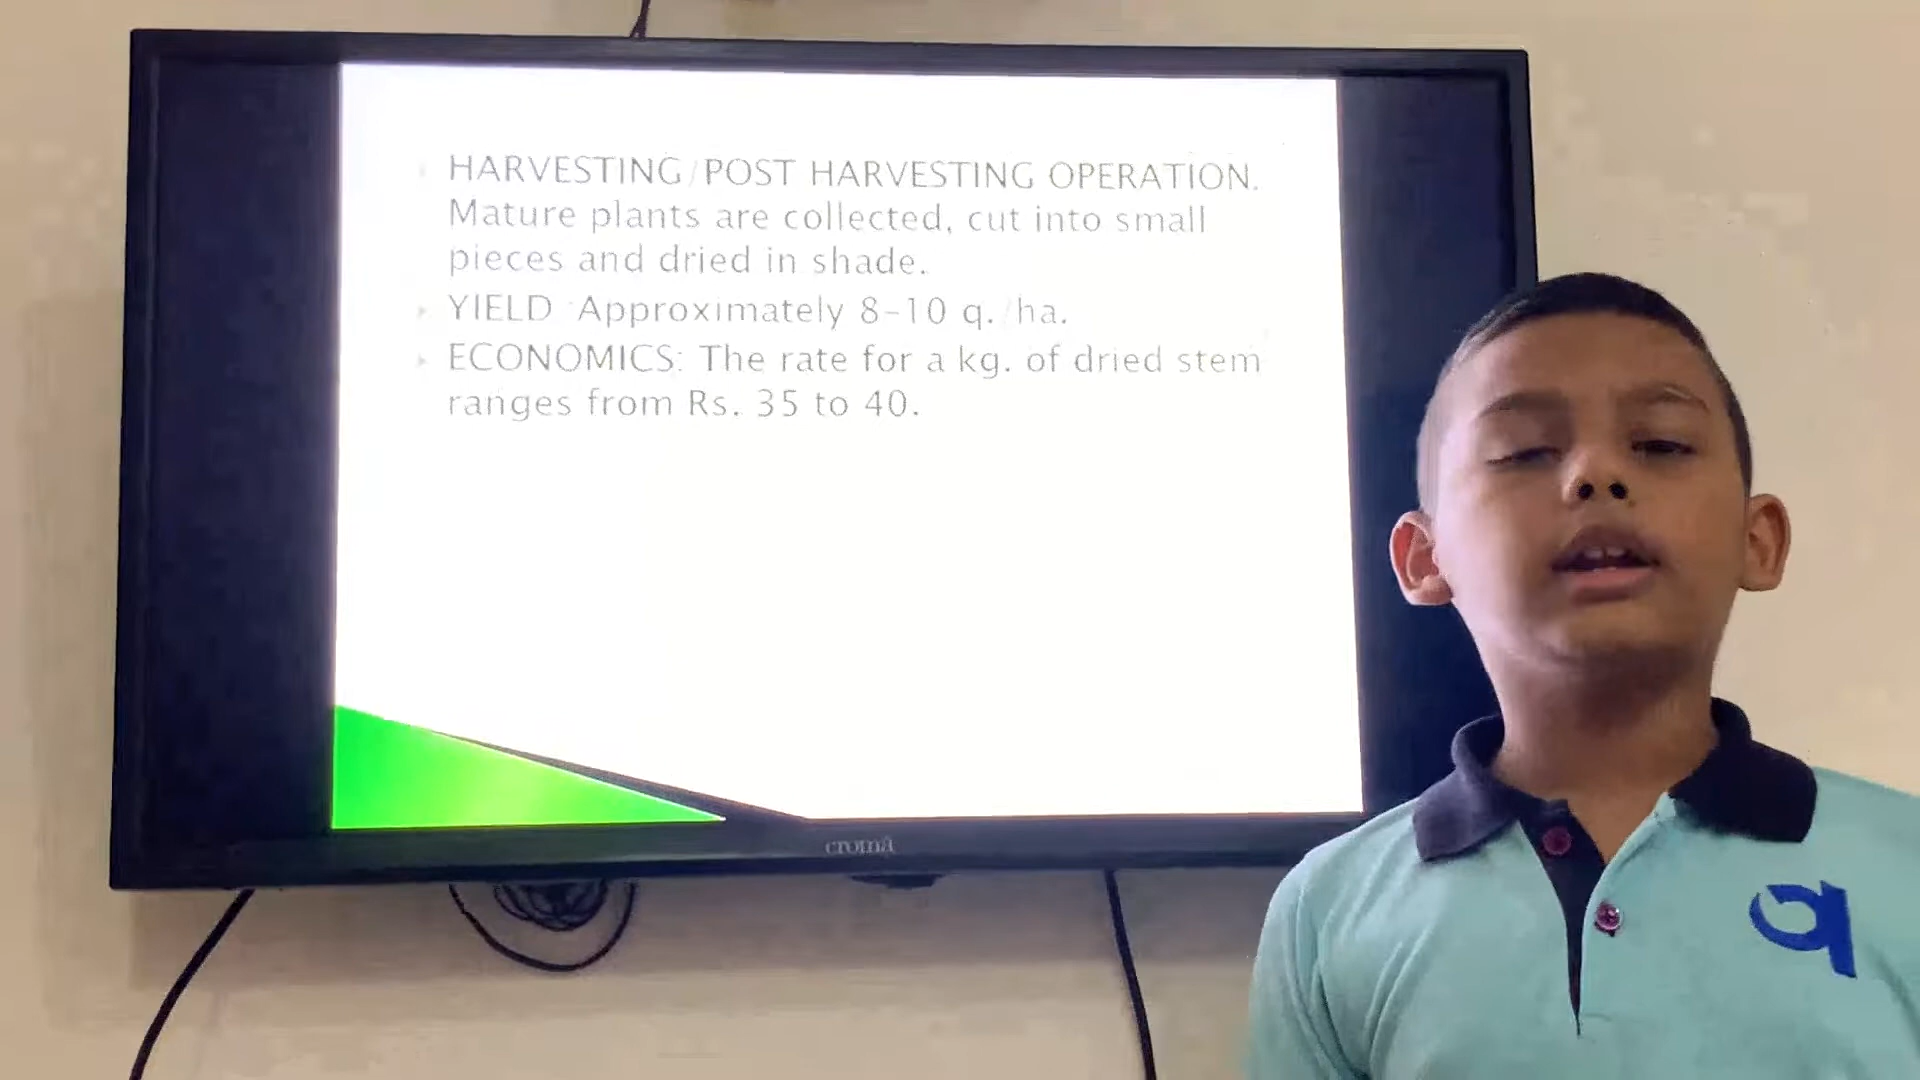 HARVESTING/POST HARVESTING OPERATION.
Mature plants are collected, cut into small
pieces and dried in shade.
YIELD :Approximately 8-10 q./ha.
ECONOMICS: The rate for a kg. of dried stem
ranges from Rs. 35 to 40.
croma